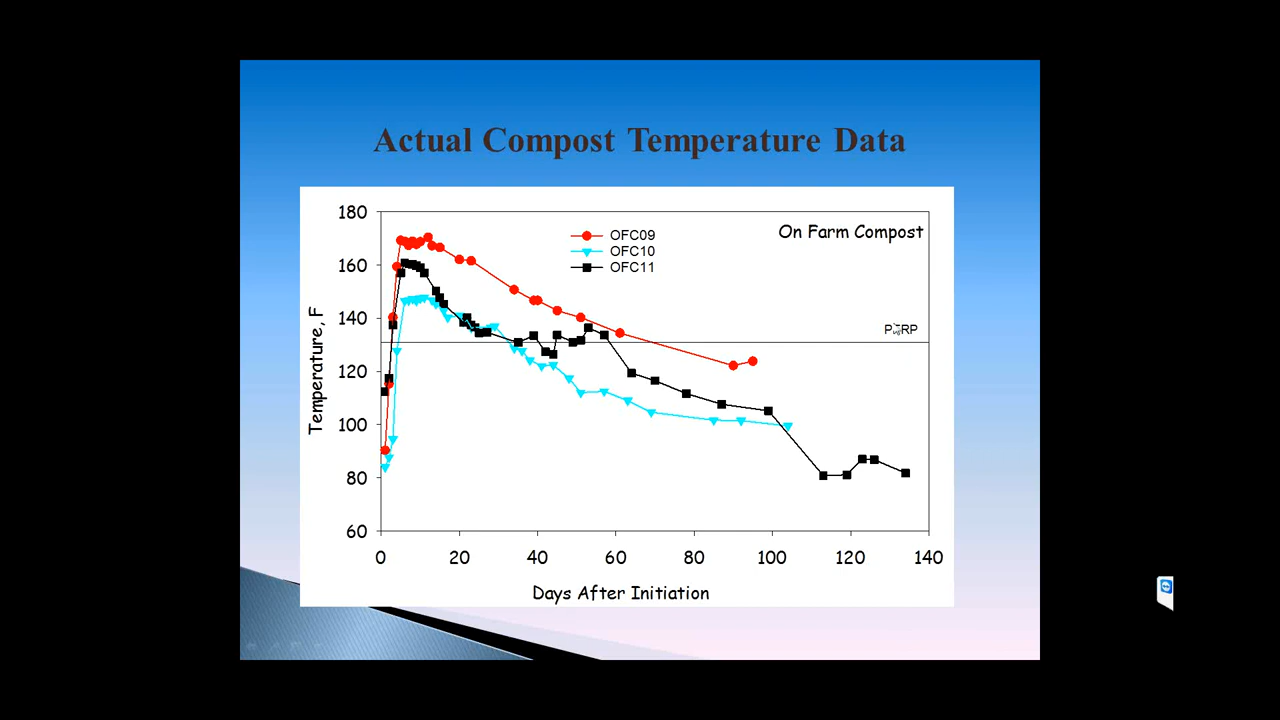 Actual Compost Temperature Data
180
160
140
120
100
80
60
Temperature, F
OFC09
OFC10
OFC11
On Farm Compost
0 20 40 60 80 100 120 140
Days After Initiation